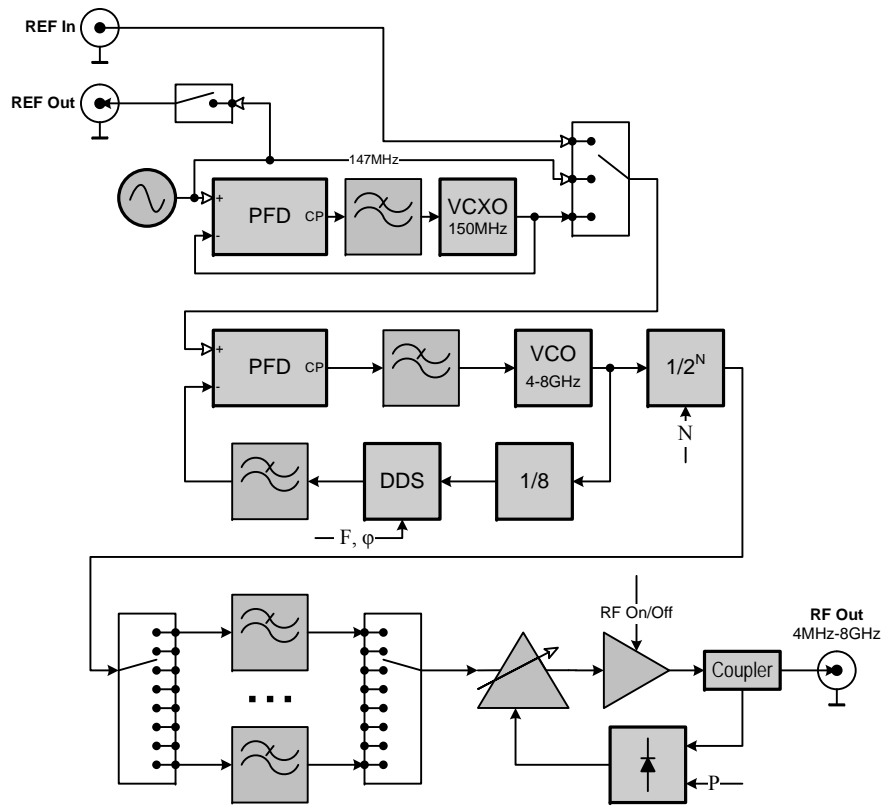 REF In
REF Out
147MHz
+
PFD
CP
-
VCXO
150MHz
+
PFD
CP
-
VCO
4-8GHz
1/2^N
N
DDS
1/8
F, φ
RF On/Off
RF Out
4MHz-8GHz
Coupler
P